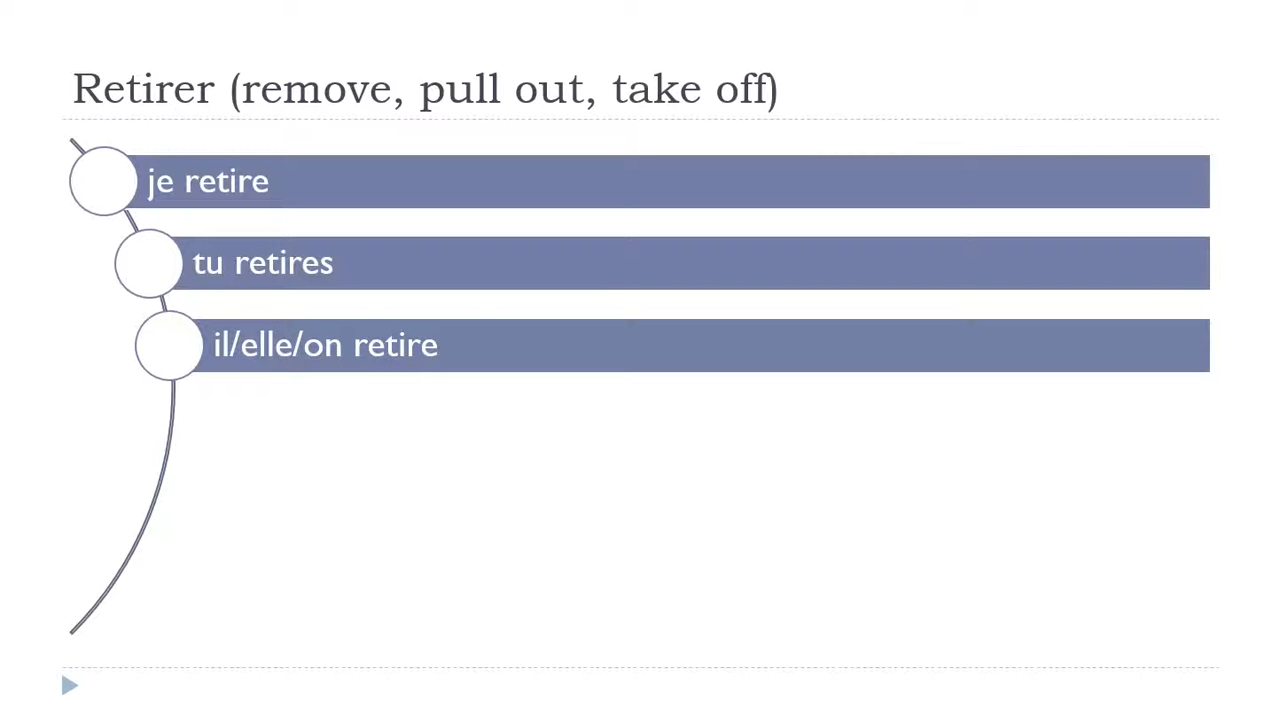 Retirer (remove, pull out, take off)
je retire
tu retires
il/elle/on retire